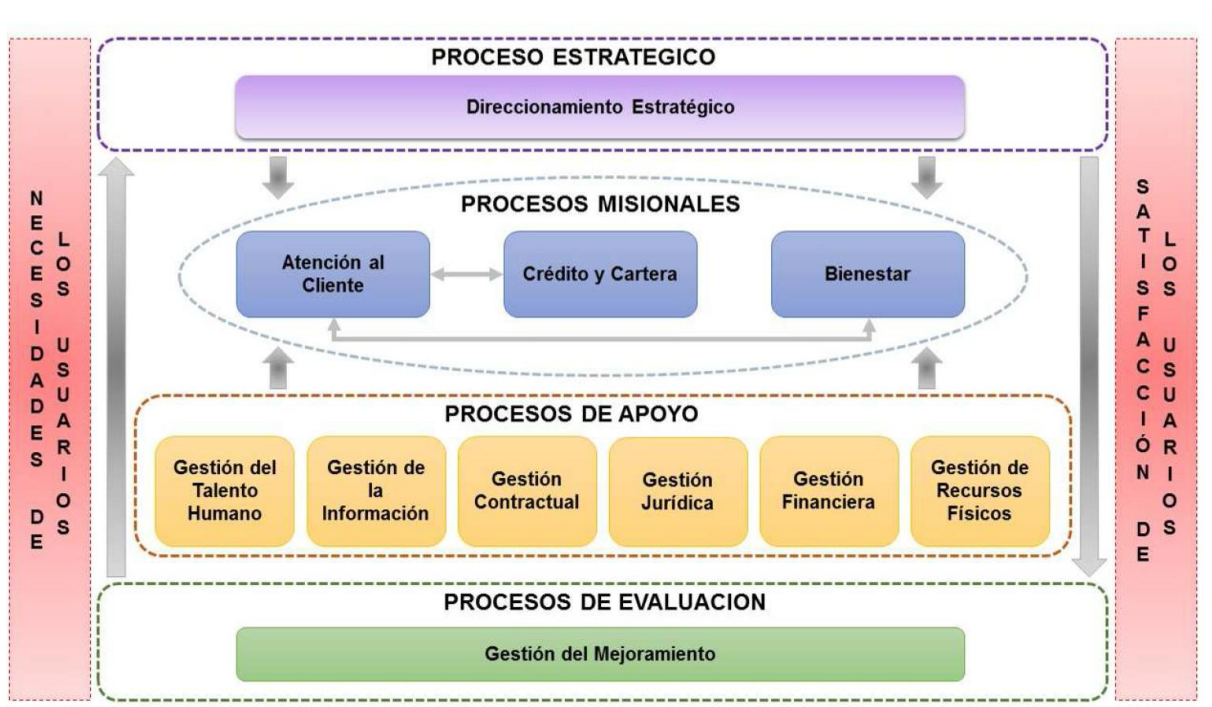 NECESIDADES DE
LOS USUARIOS
PROCESO ESTRATEGICO
Direccionamiento Estratégico
PROCESOS MISIONALES
Atención al
Cliente
Crédito y Cartera
Bienestar
PROCESOS DE APOYO
Gestión del
Talento
Humano
Gestión de
la
Información
Gestión
Contractual
Gestión
Jurídica
Gestión
Financiera
Gestión de
Recursos
Físicos
PROCESOS DE EVALUACION
Gestión del Mejoramiento
SATISFACCIÓN DE
LOS USUARIOS